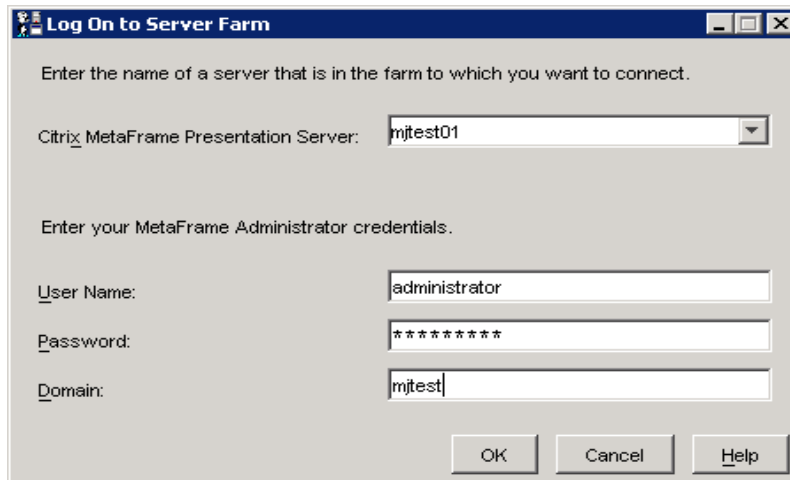 Log On to Server Farm
Enter the name of a server that is in the farm to which you want to connect.
Citrix MetaFrame Presentation Server: mjtest01
Enter your MetaFrame Administrator credentials.
User Name: administrator
Password: *********
Domain: mjtest
OK Cancel Help